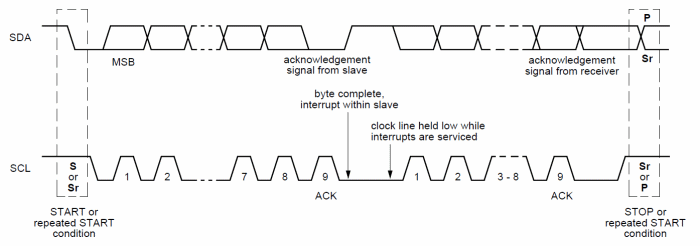 SDA
P
Sr
MSB
acknowledgement
signal from slave
acknowledgement
signal from receiver
byte complete,
interrupt within slave
clock line held low while
interrupts are serviced
SCL
S
or
Sr
1
2
7
8
9
1
2
3 - 8
9
Sr
or
P
ACK
ACK
START or
repeated START
condition
STOP or
repeated START
condition